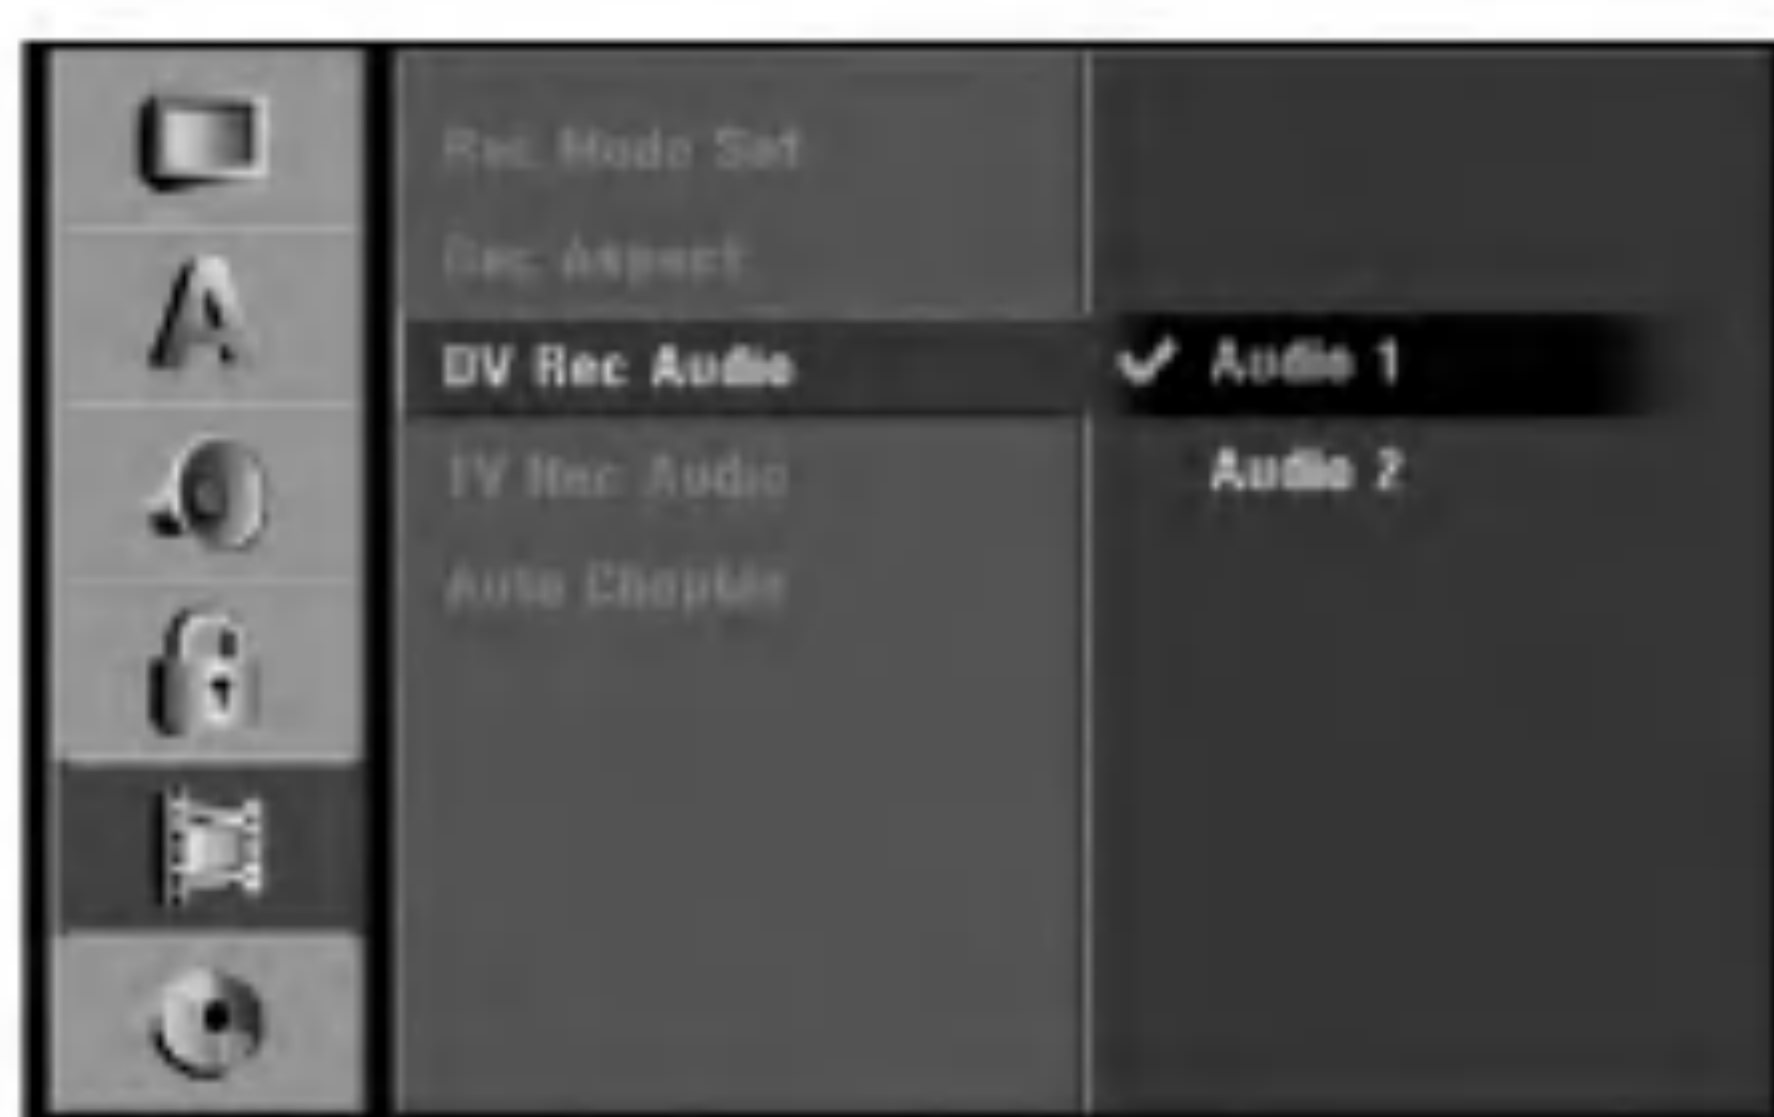 Rec Mode Set
Rec Aspect
DV Rec Audio
Audio 1
TV Rec Audio
Audio 2
Auto Chapter